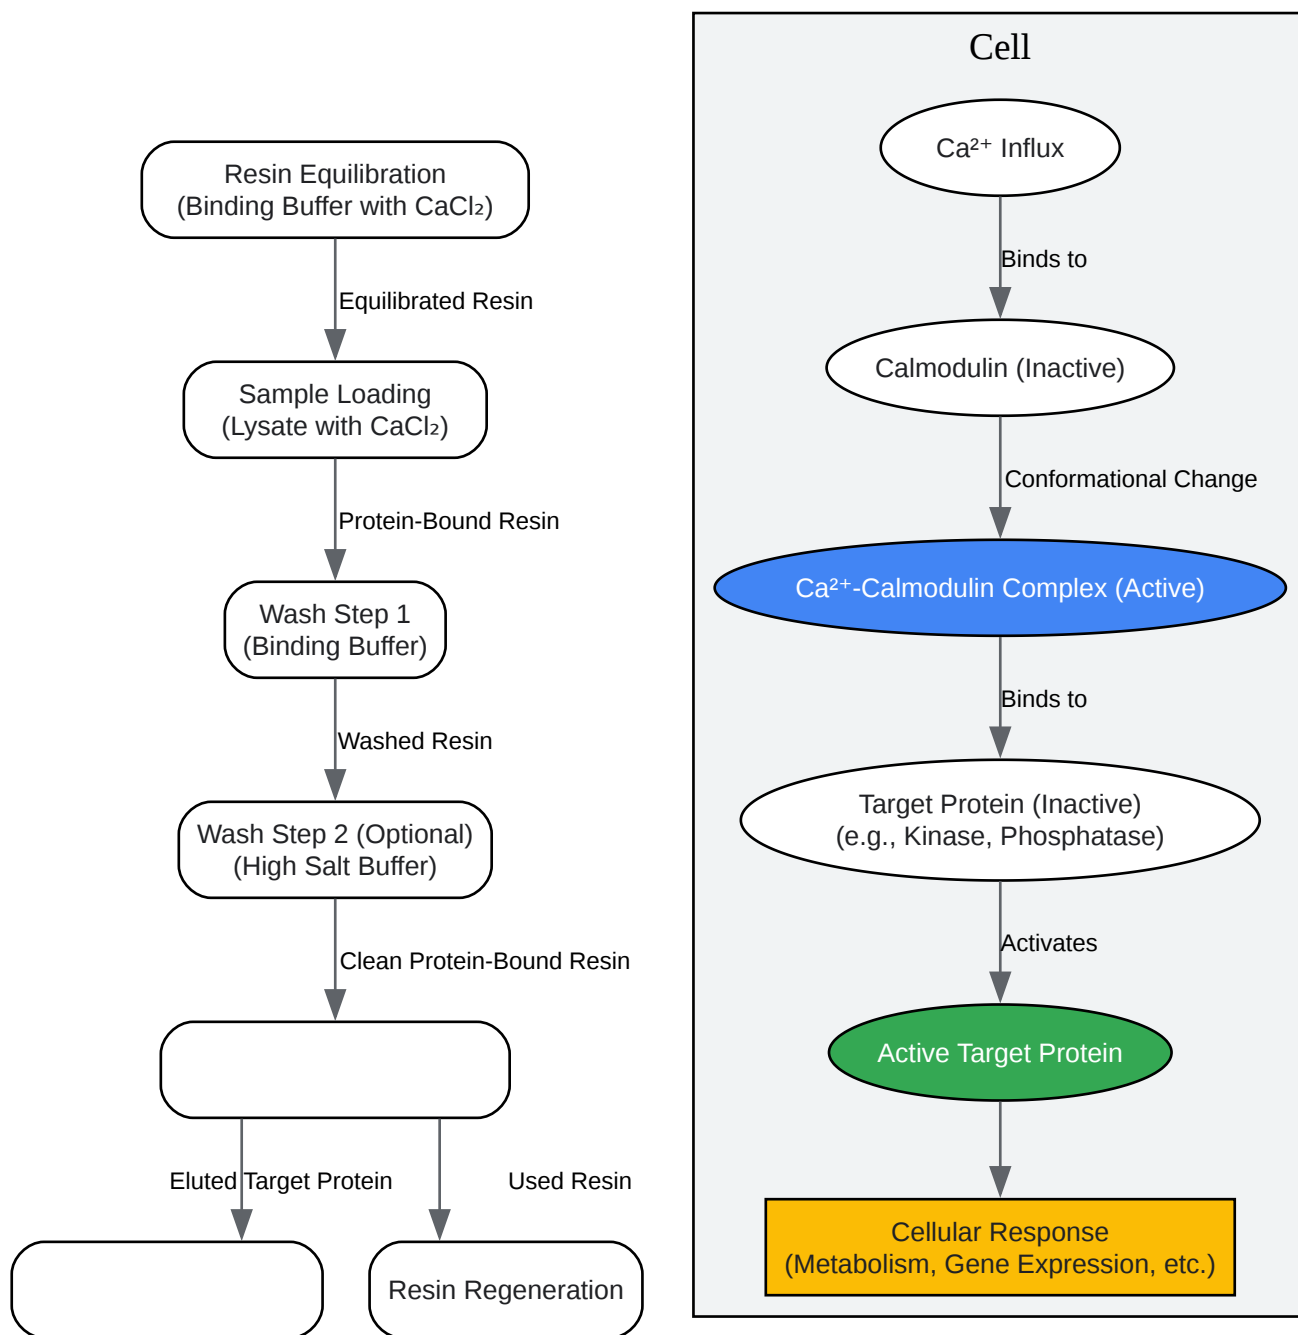 Resin Equilibration
(Binding Buffer with CaCl₂)
Equilibrated Resin
Sample Loading
(Lysate with CaCl₂)
Protein-Bound Resin
Wash Step 1
(Binding Buffer)
Washed Resin
Wash Step 2 (Optional)
(High Salt Buffer)
Clean Protein-Bound Resin
Eluted Target Protein
Used Resin
Resin Regeneration
Cell
Ca²⁺ Influx
Binds to
Calmodulin (Inactive)
Conformational Change
Ca²⁺-Calmodulin Complex (Active)
Binds to
Target Protein (Inactive)
(e.g., Kinase, Phosphatase)
Activates
Active Target Protein
Cellular Response
(Metabolism, Gene Expression, etc.)